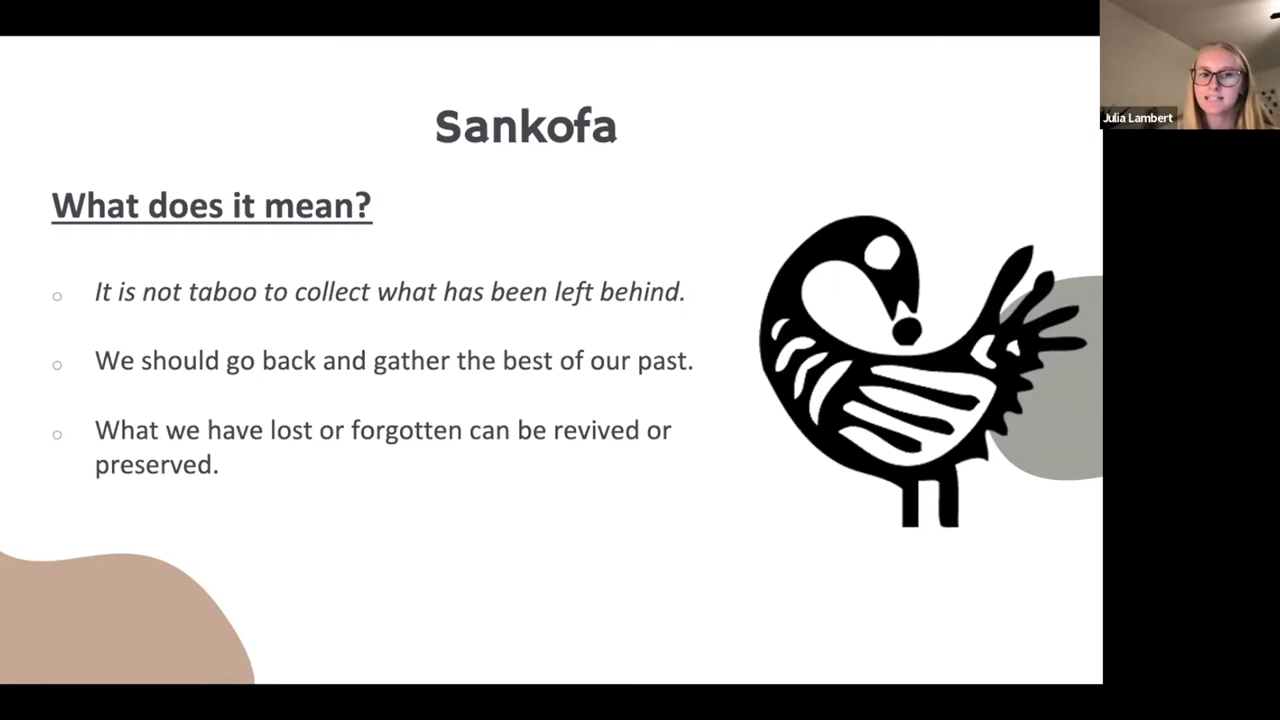 Sankofa
What does it mean?
It is not taboo to collect what has been left behind.
We should go back and gather the best of our past.
What we have lost or forgotten can be revived or
preserved.
Julia Lambert